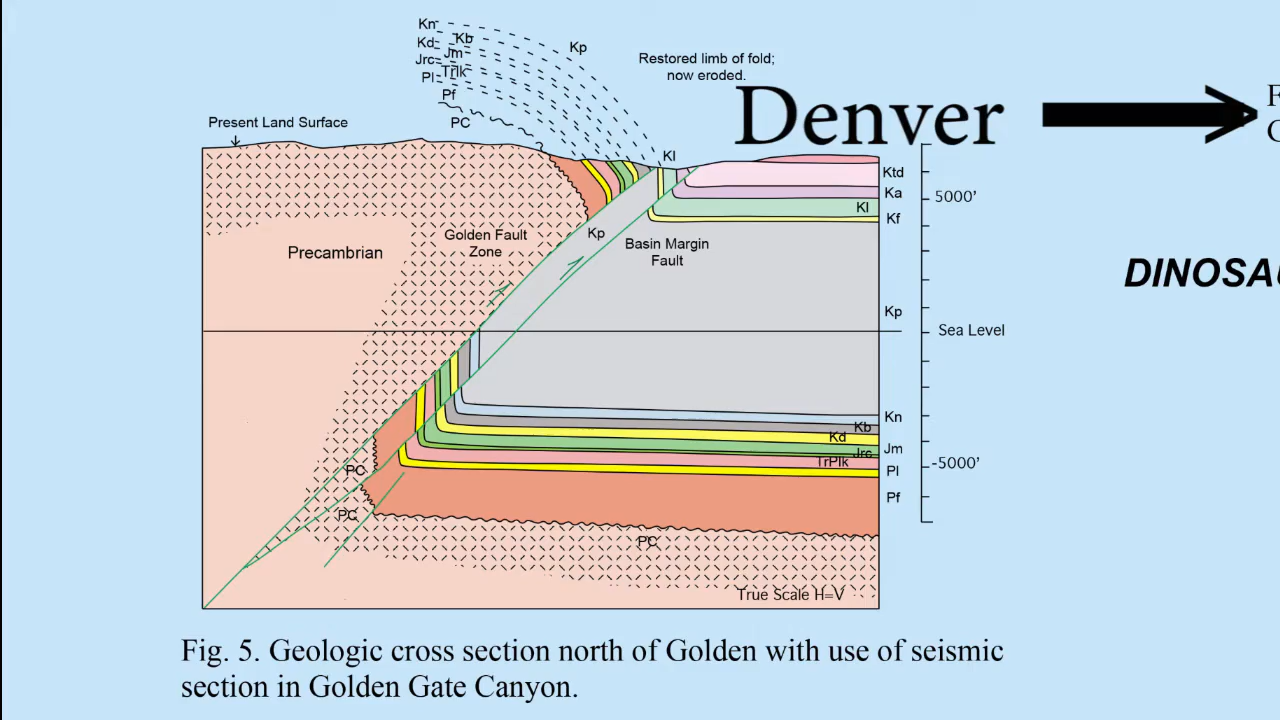 Kn
Kb
Kp
Kd
Jm
Restored limb of fold;
now eroded.
Jrc
Trlk
Pl
Pf
Denver
Present Land Surface
PC
Kl
Ktd
Ka
5000’
Kl
Kf
Golden Fault
Zone
Kp
Basin Margin
Fault
Precambrian
DINOSAU
Kp
Sea Level
Kn
Kb
Kd
Jm
Jrc
TrPlk
-5000’
PC
Pl
Pf
PC
PC
True Scale H=V
Fig. 5. Geologic cross section north of Golden with use of seismic
section in Golden Gate Canyon.